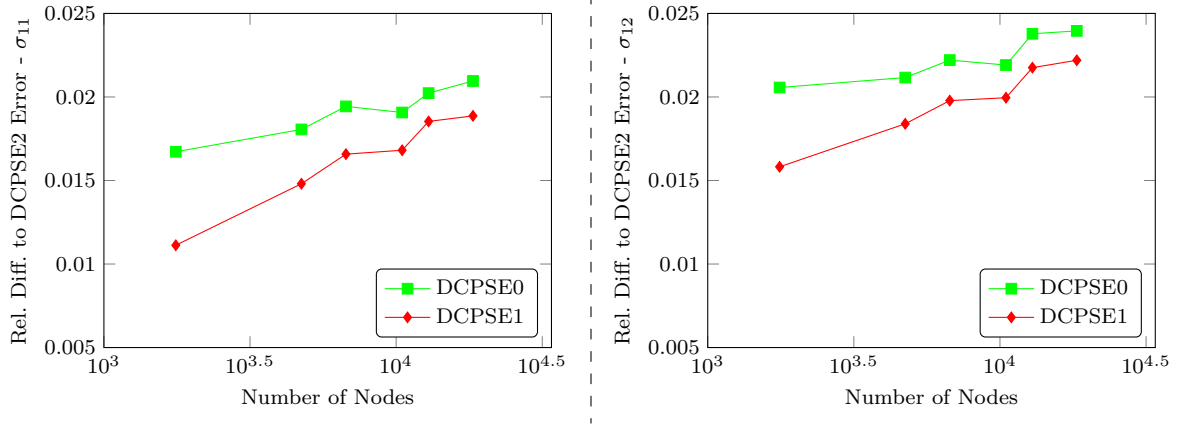 0.025
0.02
0.015
0.01
0.005
10^3
10^3.5
10^4
10^4.5
Number of Nodes
Rel. Diff. to DCPSE2 Error - σ₁₁
DCPSE0
DCPSE1
0.025
0.02
0.015
0.01
0.005
10^3
10^3.5
10^4
10^4.5
Number of Nodes
Rel. Diff. to DCPSE2 Error - σ₁₂
DCPSE0
DCPSE1